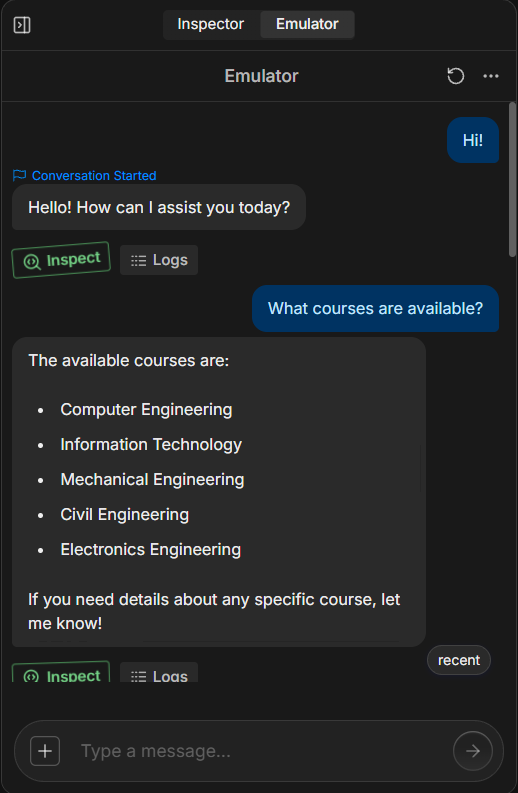 Inspector Emulator
Emulator
Hi!
Conversation Started
Hello! How can I assist you today?
Inspect Logs
What courses are available?
The available courses are:
• Computer Engineering
• Information Technology
• Mechanical Engineering
• Civil Engineering
• Electronics Engineering
If you need details about any specific course, let
me know!
recent
Inspect Logs
Type a message...